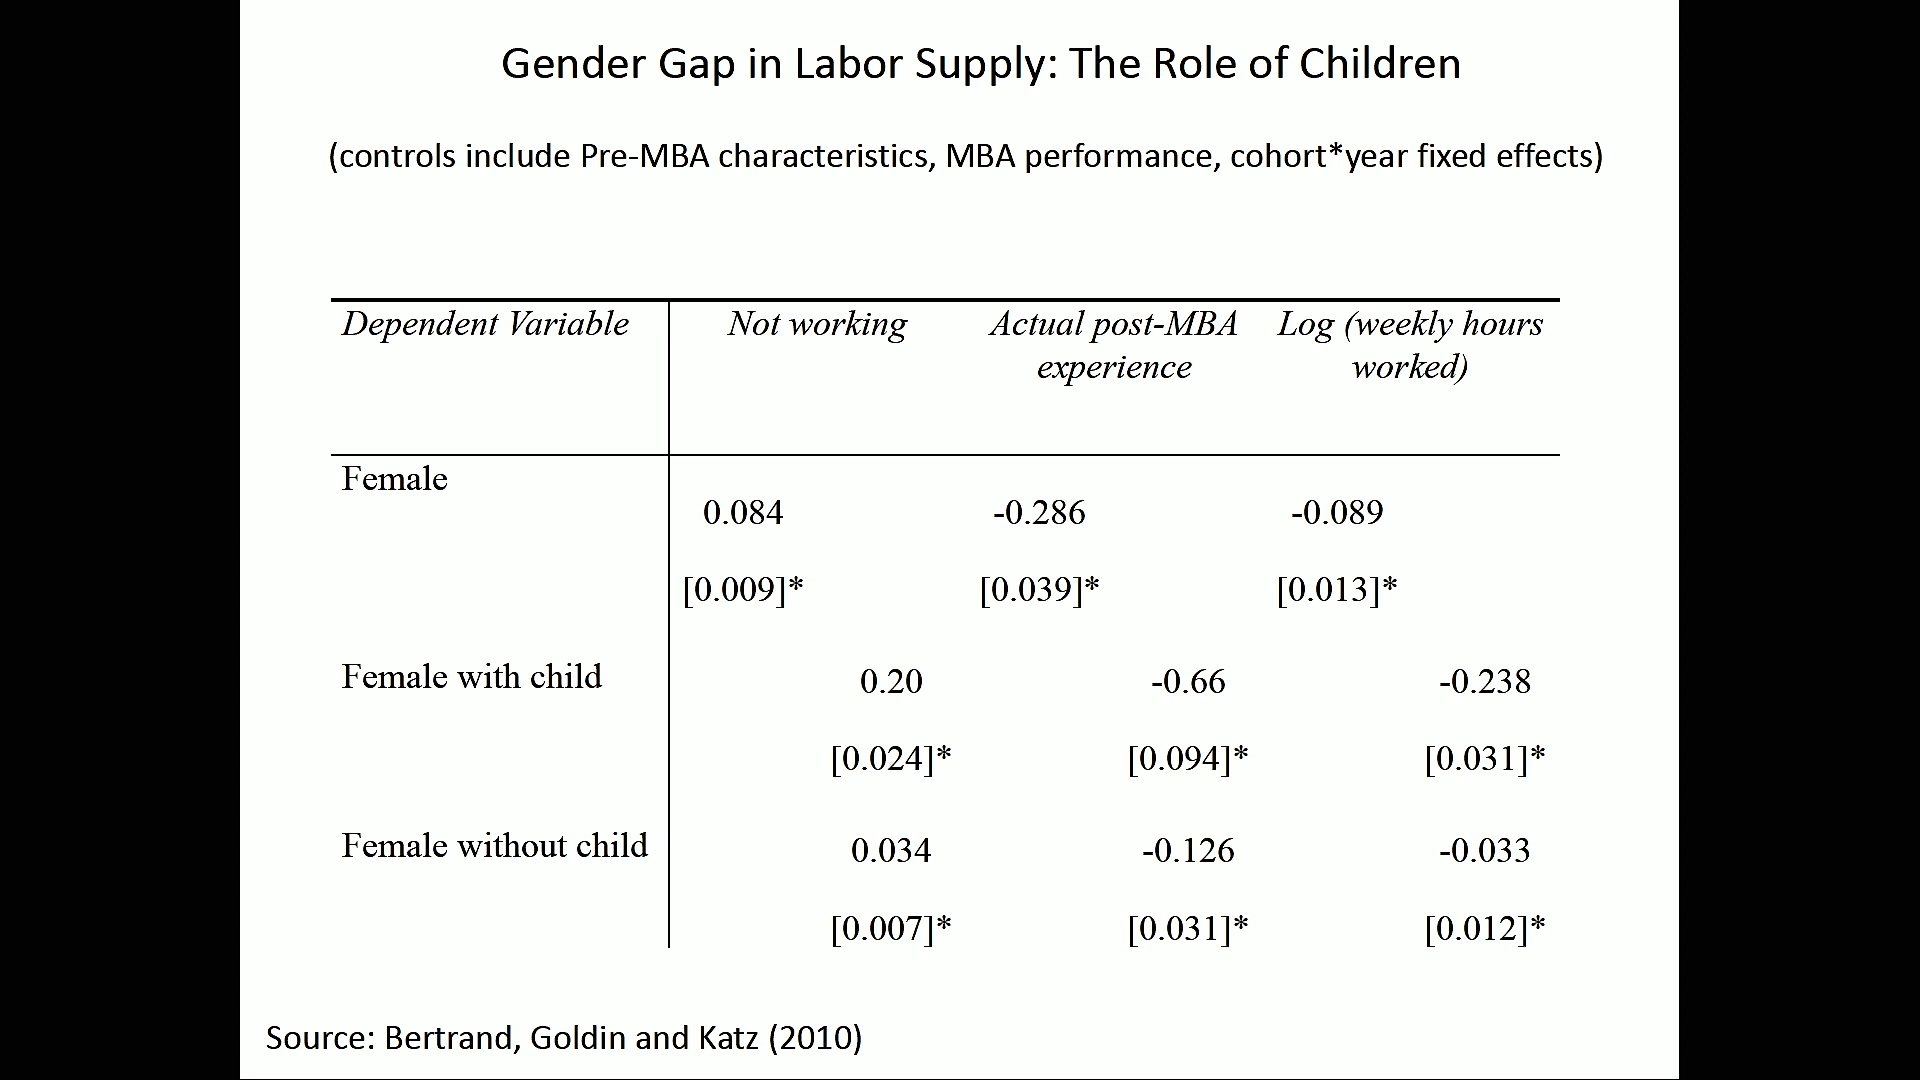 Gender Gap in Labor Supply: The Role of Children
(controls include Pre-MBA characteristics, MBA performance, cohort*year fixed effects)
Dependent Variable Not working Actual post-MBA Log (weekly hours
experience worked)
Female
0.084 -0.286 -0.089
[0.009]* [0.039]* [0.013]*
Female with child 0.20 -0.66 -0.238
[0.024]* [0.094]* [0.031]*
Female without child 0.034 -0.126 -0.033
[0.007]* [0.031]* [0.012]*
Source: Bertrand, Goldin and Katz (2010)